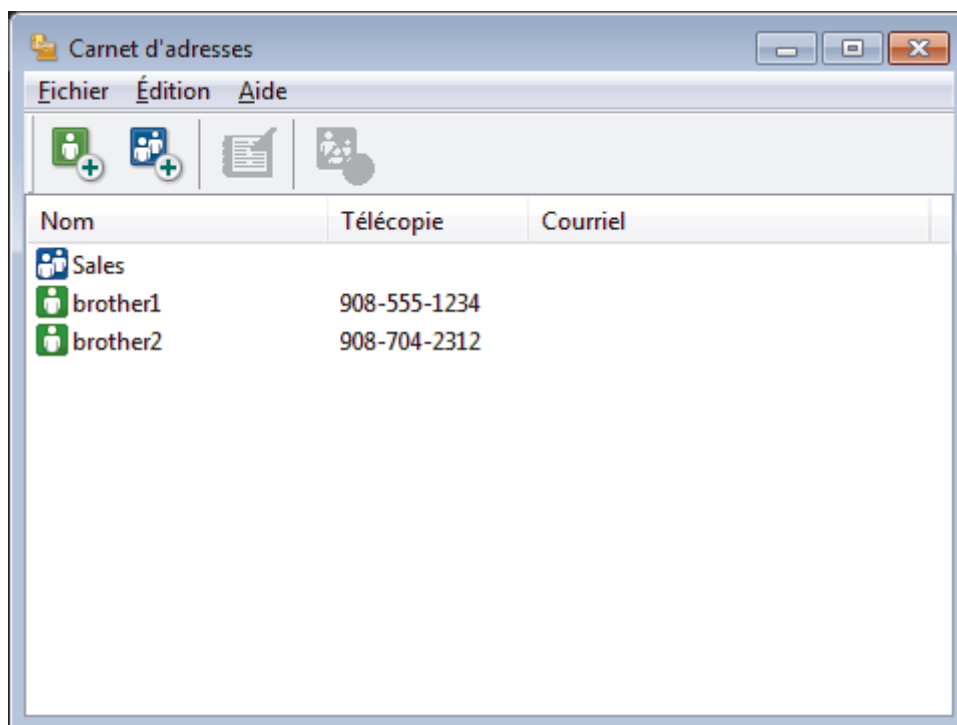 Carnet d'adresses
Fichier Édition Aide
Nom Télécopie Courriel
Sales
brother1 908-555-1234
brother2 908-704-2312